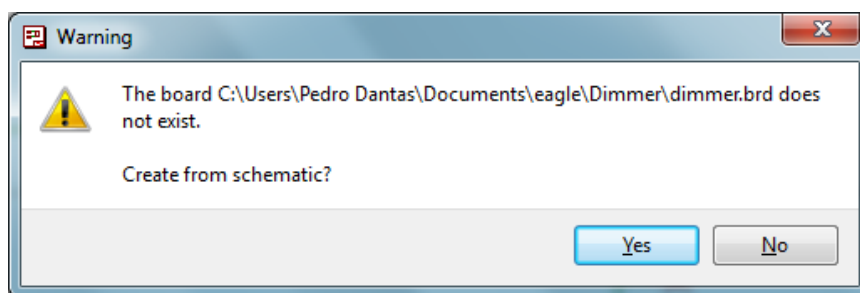 Warning
The board C:\Users\Pedro Dantas\Documents\eagle\Dimmer\dimmer.brd does
not exist.
Create from schematic?
Yes
No